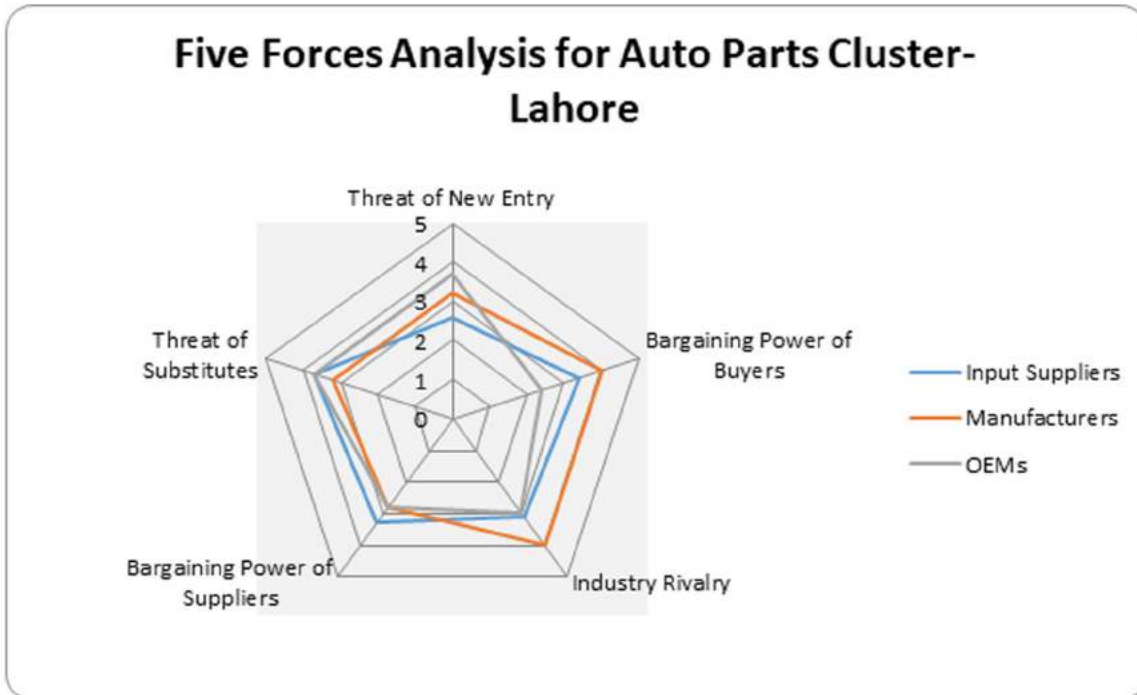 Five Forces Analysis for Auto Parts Cluster-
Lahore
Threat of New Entry
5
4
3
2
1
0
Threat of
Substitutes
Bargaining Power of
Buyers
Input Suppliers
Manufacturers
OEMs
Bargaining Power of
Suppliers
Industry Rivalry